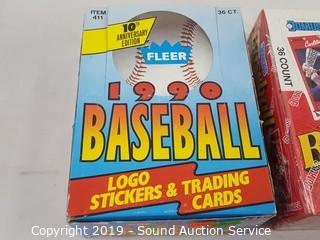 ITEM 411
36 CT.
10TH
ANNIVERSARY
EDITION
FLEER
1990
BASEBALL
LOGO
STICKERS & TRADING
CARDS
36 COUNT
Copyright 2019 - Sound Auction Service